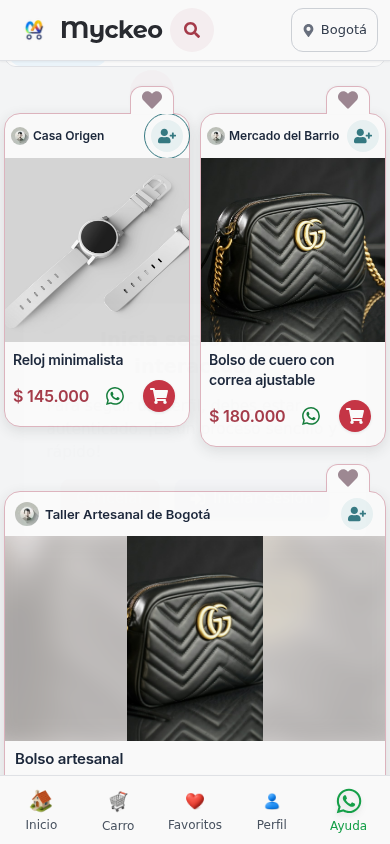 Myckeo
Bogotá
Casa Origen
Mercado del Barrio
Reloj minimalista
$ 145.000
Bolso de cuero con
correa ajustable
$ 180.000
Taller Artesanal de Bogotá
Bolso artesanal
Inicio
Carro
Favoritos
Perfil
Ayuda